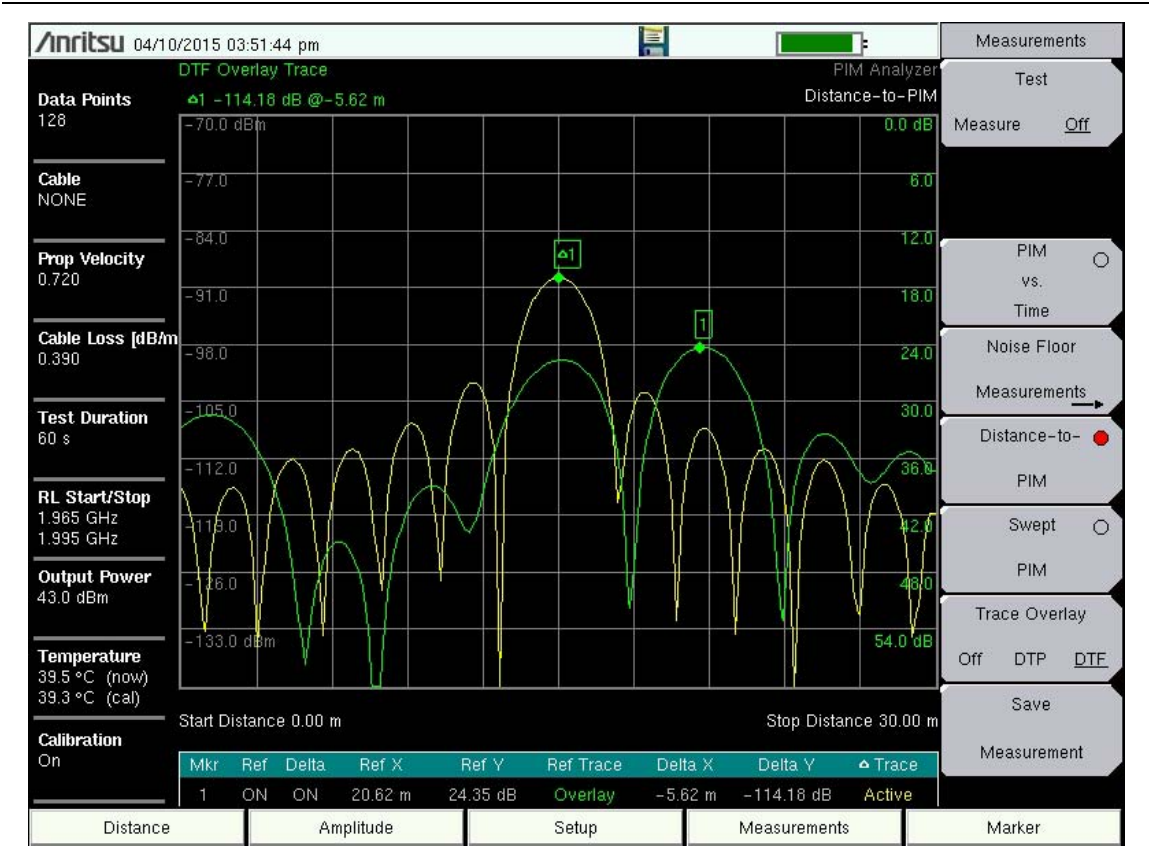 Anritsu 04/10/2015 03:51:44 pm
DTF Overlay Trace
PIM Analyzer
△1 -114.18 dB @-5.62 m
Distance-to-PIM
Data Points
128
Cable
NONE
Prop Velocity
0.720
Cable Loss [dB/m
0.390
Test Duration
60 s
RL Start/Stop
1.965 GHz
1.995 GHz
Output Power
43.0 dBm
Temperature
39.5 °C (now)
39.3 °C (cal)
Calibration
On
-70.0 dBm
0.0 dB
-77.0
6.0
-84.0
12.0
-91.0
18.0
-98.0
24.0
-105.0
30.0
-112.0
36.0
-119.0
42.0
-126.0
48.0
-133.0 dBm
54.0 dB
△1
1
Start Distance 0.00 m
Stop Distance 30.00 m
Mkr Ref Delta Ref X Ref Y Ref Trace Delta X Delta Y △ Trace
1 ON ON 20.62 m 24.35 dB Overlay -5.62 m -114.18 dB Active
Measurements
Test
Measure Off
PIM
vs.
Time
Noise Floor
Measurements
Distance-to-
PIM
Swept
PIM
Trace Overlay
Off DTP DTF
Save
Measurement
Distance
Amplitude
Setup
Measurements
Marker